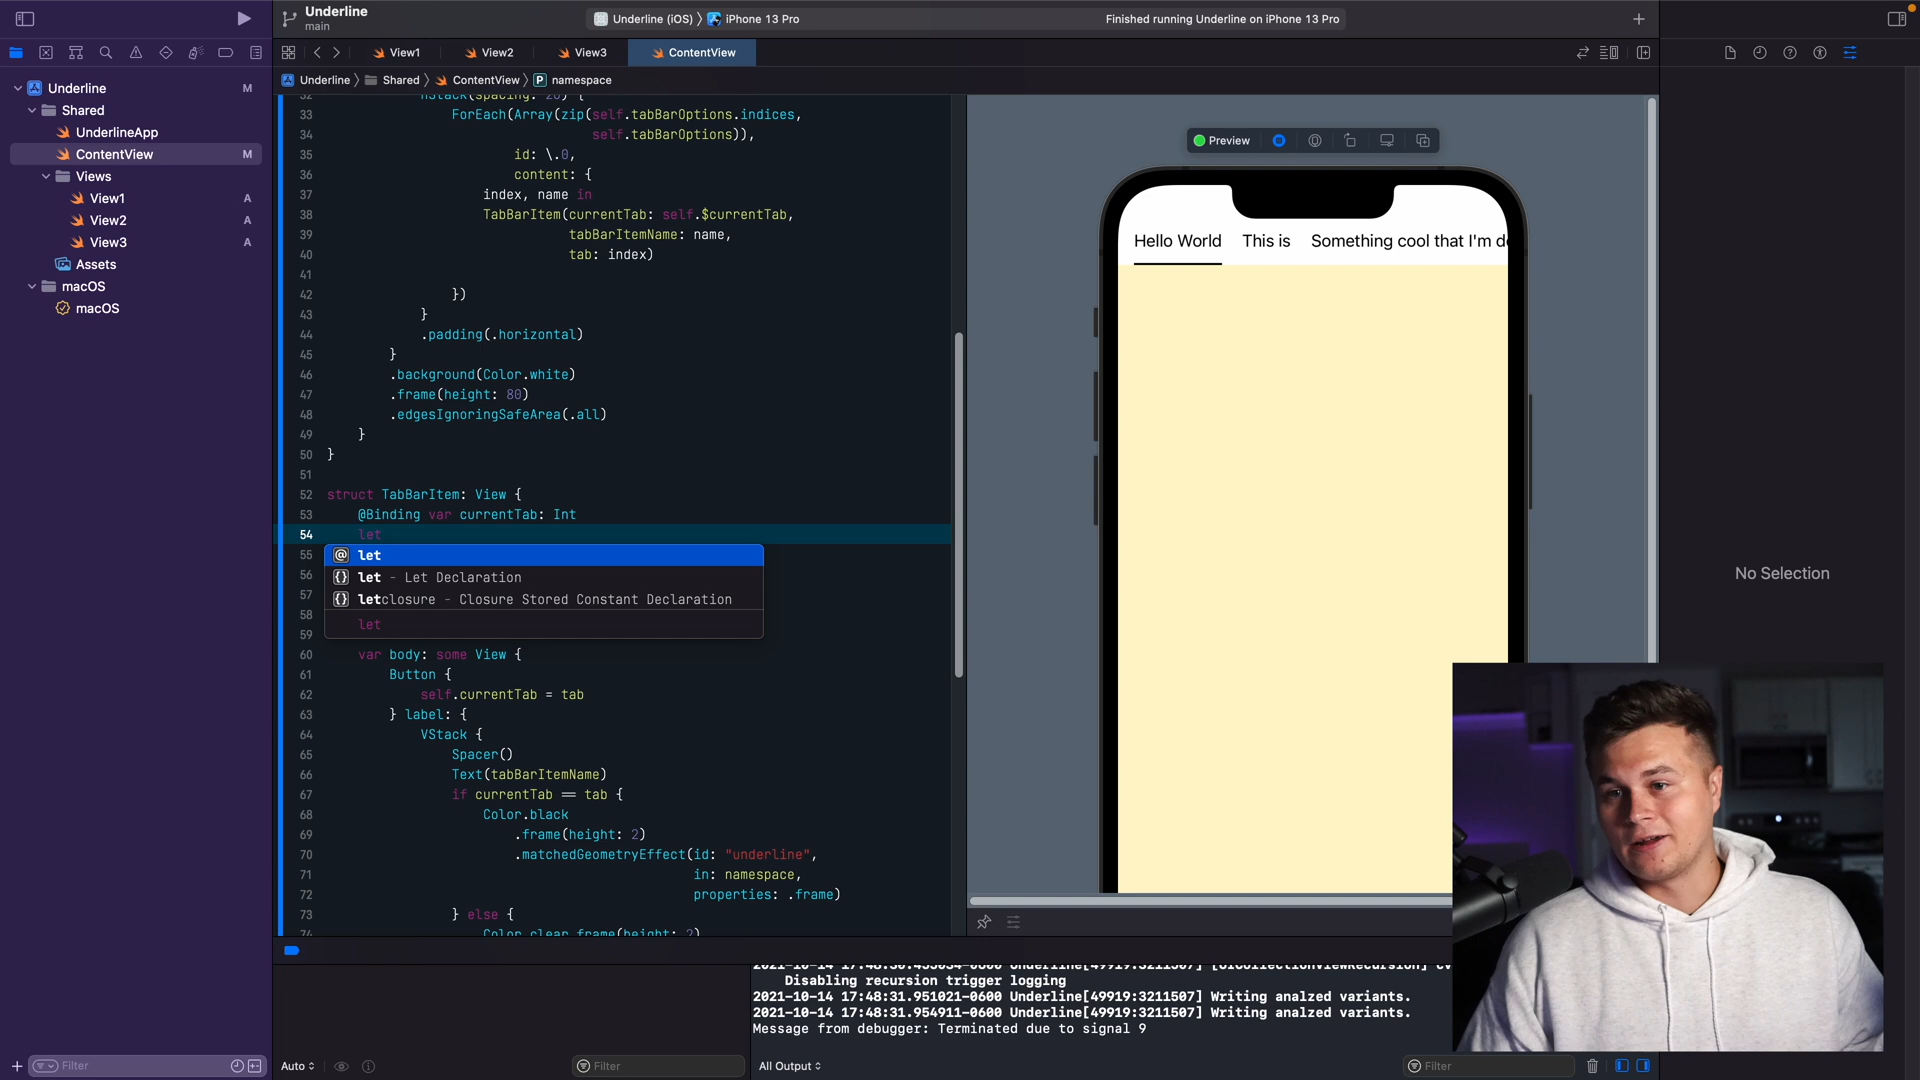 Underline
main
Underline (iOS) 〉 iPhone 13 Pro
Finished running Underline on iPhone 13 Pro
View1
View2
View3
ContentView
Underline 〉 Shared 〉 ContentView 〉 P namespace
Underline M
Shared
UnderlineApp
ContentView M
Views
View1 A
View2 A
View3 A
Assets
macOS
macOS
33 ForEach(Array(zip(self.tabBarOptions.indices,
34 self.tabBarOptions)),
35 id: \.0,
36 content: {
37 index, name in
38 TabBarItem(currentTab: self.$currentTab,
39 tabBarItemName: name,
40 tab: index)
41
42 })
43 }
44 .padding(.horizontal)
45 }
46 .background(Color.white)
47 .frame(height: 80)
48 .edgesIgnoringSafeArea(.all)
49 }
50 }
51
52 struct TabBarItem: View {
53 @Binding var currentTab: Int
54 let
55 let
56 let - Let Declaration
57 letclosure - Closure Stored Constant Declaration
58 let
59
60 var body: some View {
61 Button {
62 self.currentTab = tab
63 } label: {
64 VStack {
65 Spacer()
66 Text(tabBarItemName)
67 if currentTab == tab {
68 Color.black
69 .frame(height: 2)
70 .matchedGeometryEffect(id: "underline",
71 in: namespace,
72 properties: .frame)
73 } else {
74 Color.clear.frame(height: 2)
Preview
Hello World This is Something cool that I'm do
No Selection
Disabling recursion trigger logging
2021-10-14 17:48:31.951021-0600 Underline[49919:3211507] Writing analzed variants.
2021-10-14 17:48:31.954911-0600 Underline[49919:3211507] Writing analzed variants.
Message from debugger: Terminated due to signal 9
Filter
Auto
Filter
All Output
Filter